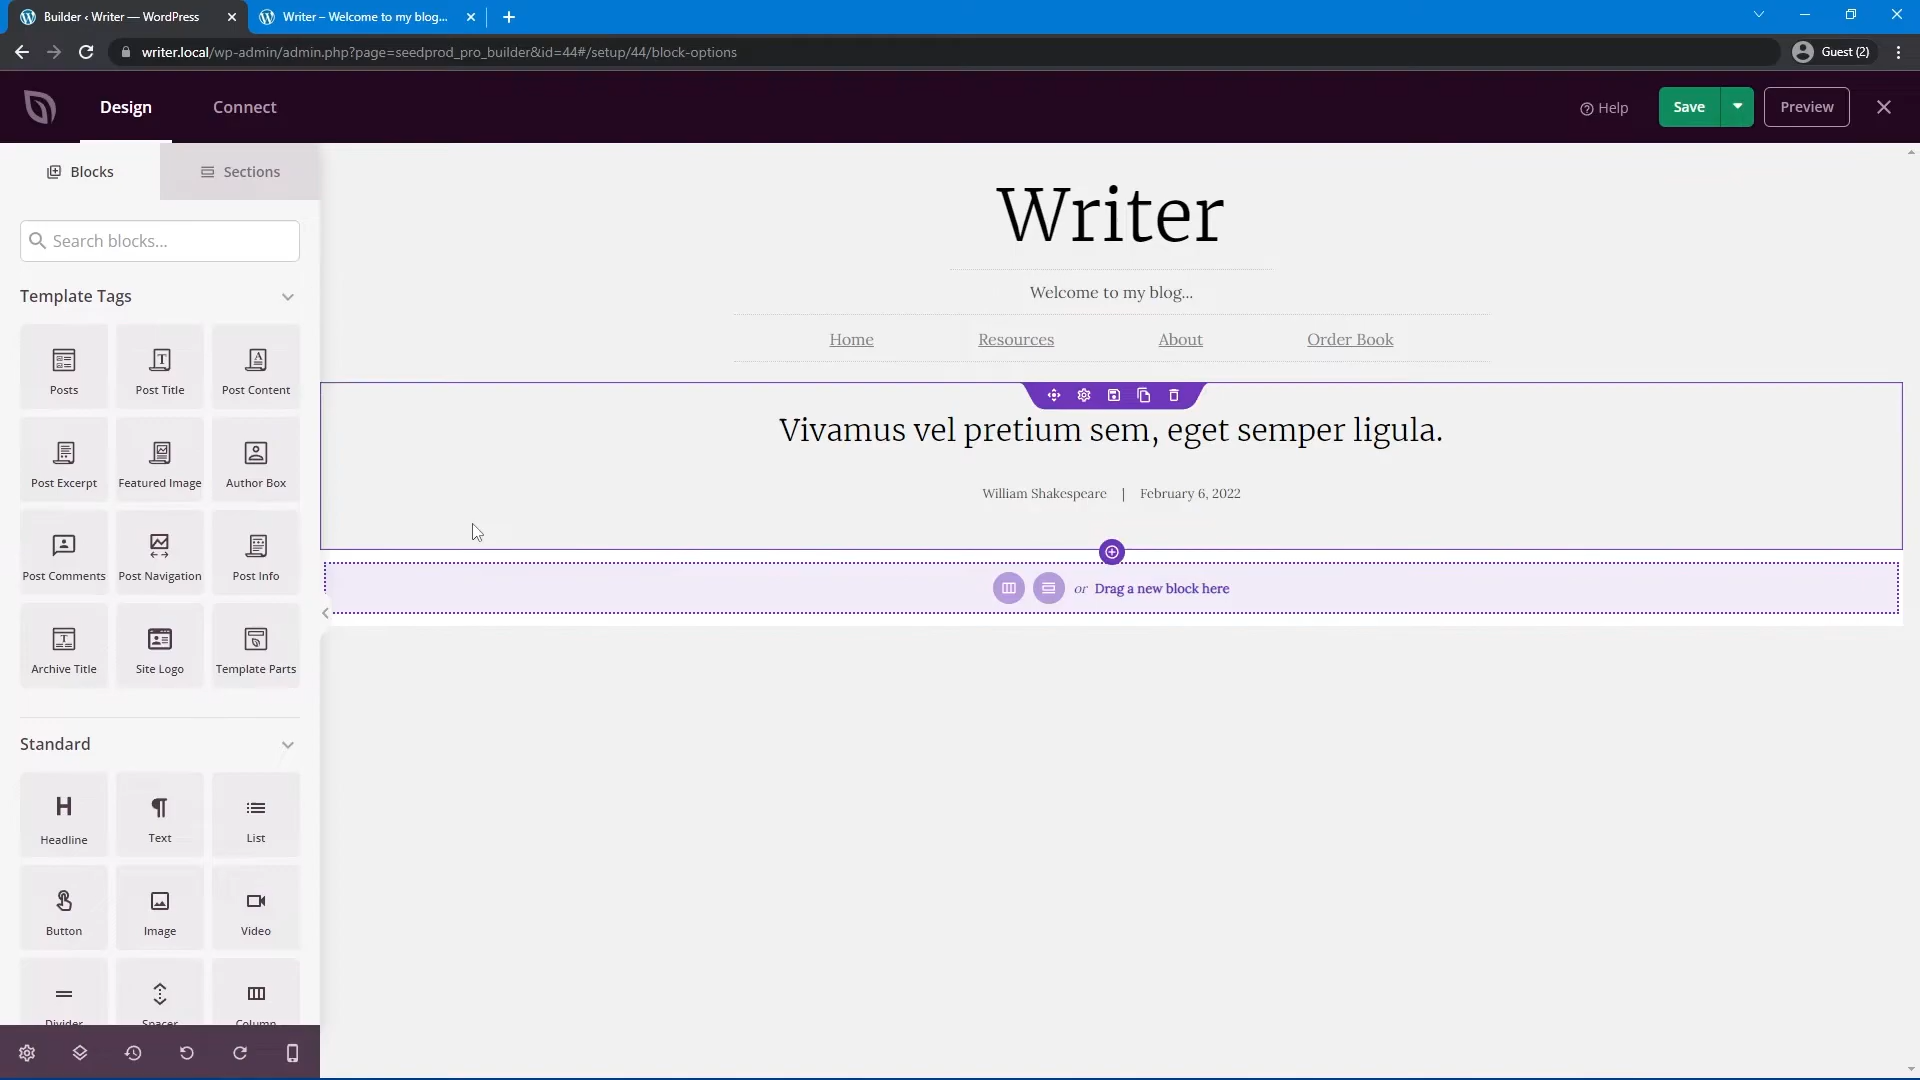 Builder ‹ Writer — WordPress
Writer – Welcome to my blog...
writer.local/wp-admin/admin.php?page=seedprod_pro_builder&id=44#/setup/44/block-options
Guest (2)
Design
Connect
Help
Save
Preview
Blocks
Sections
Search blocks...
Template Tags
Posts
Post Title
Post Content
Post Excerpt
Featured Image
Author Box
Post Comments
Post Navigation
Post Info
Archive Title
Site Logo
Template Parts
Standard
Headline
Text
List
Button
Image
Video
Divider
Spacer
Column
Writer
Welcome to my blog...
Home
Resources
About
Order Book
Vivamus vel pretium sem, eget semper ligula.
William Shakespeare | February 6, 2022
or Drag a new block here